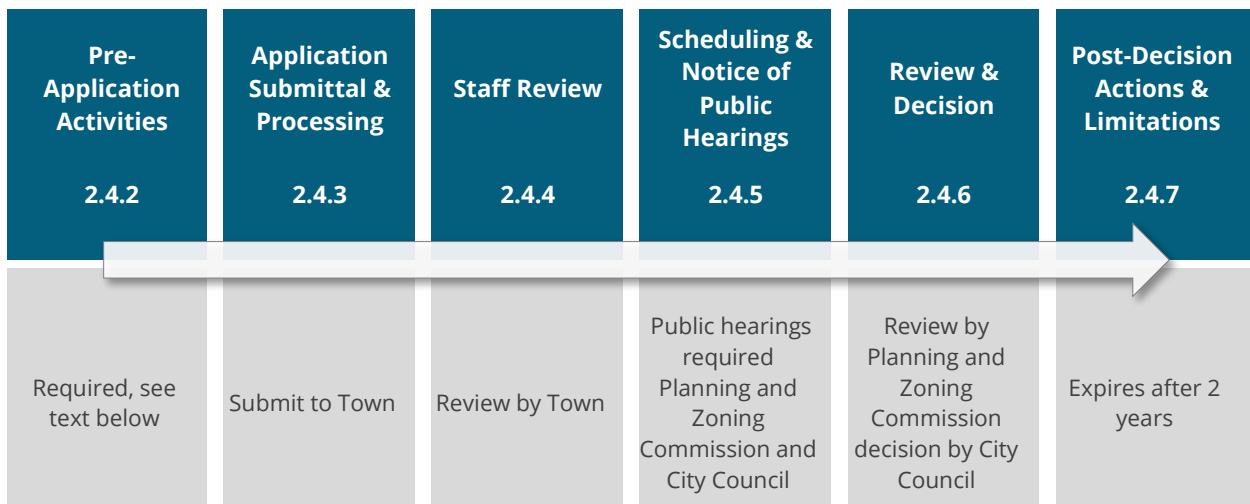 Pre-
Application
Activities
2.4.2
Application
Submittal &
Processing
2.4.3
Staff Review
2.4.4
Scheduling &
Notice of
Public
Hearings
2.4.5
Review &
Decision
2.4.6
Post-Decision
Actions &
Limitations
2.4.7
Required, see
text below
Submit to Town
Review by Town
Public hearings
required
Planning and
Zoning
Commission and
City Council
Review by
Planning and
Zoning
Commission
decision by City
Council
Expires after 2
years